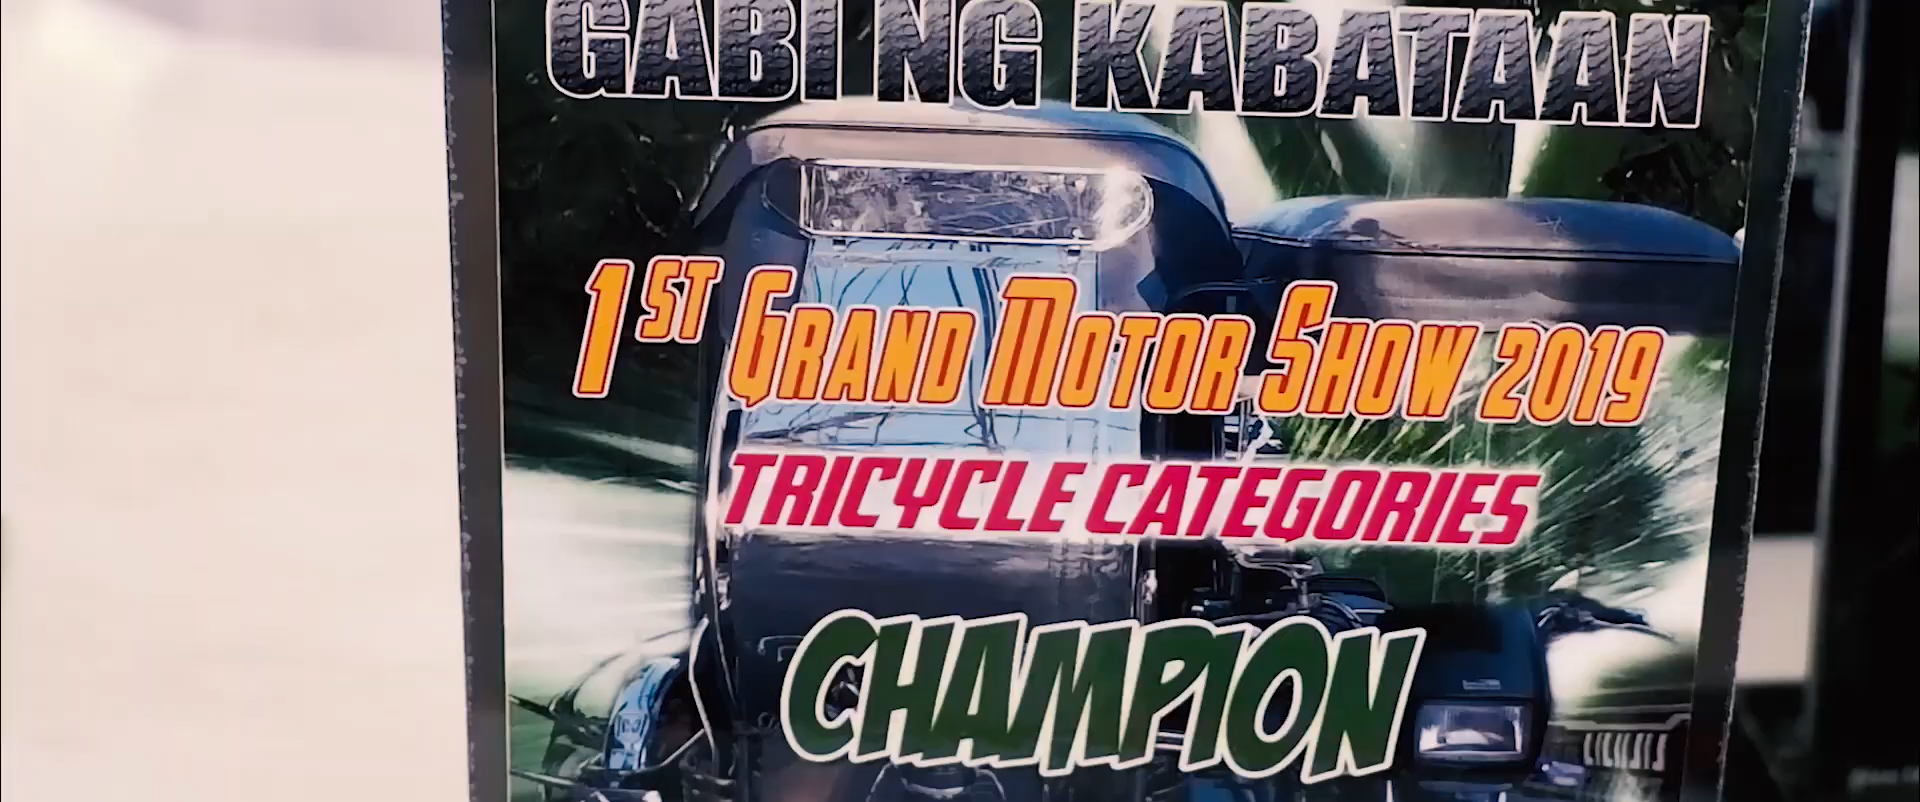 GABI NG KABATAAN
1ST GRAND MOTOR SHOW 2019
TRICYCLE CATEGORIES
CHAMPION